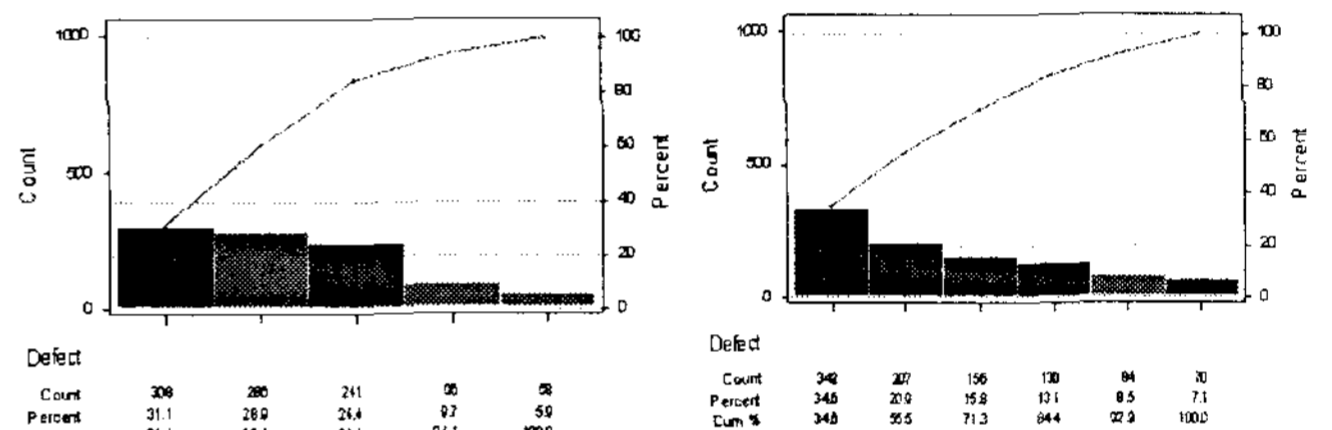 1000
500
0
Count
100
80
60
40
20
0
Percent
Defect
Count 308 286 241 96 58
Percent 31.1 28.9 24.4 9.7 5.9
1000
500
0
Count
100
80
60
40
20
0
Percent
Defect
Count 342 207 156 130 84 70
Percent 34.6 20.9 15.8 13.1 8.5 7.1
Cum % 34.6 55.5 71.3 84.4 92.9 100.0